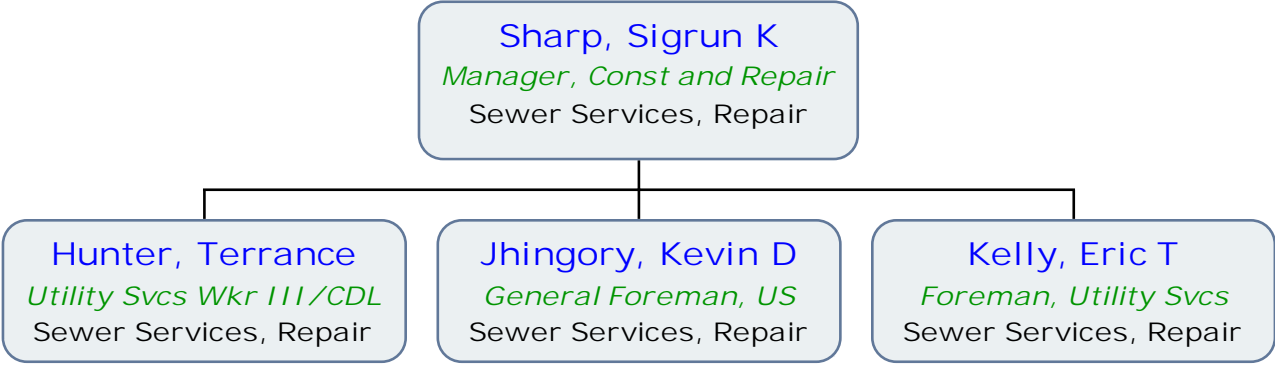 Sharp, Sigrun K
Manager, Const and Repair
Sewer Services, Repair
Hunter, Terrance
Utility Svcs Wkr III/CDL
Sewer Services, Repair
Jhingory, Kevin D
General Foreman, US
Sewer Services, Repair
Kelly, Eric T
Foreman, Utility Svcs
Sewer Services, Repair